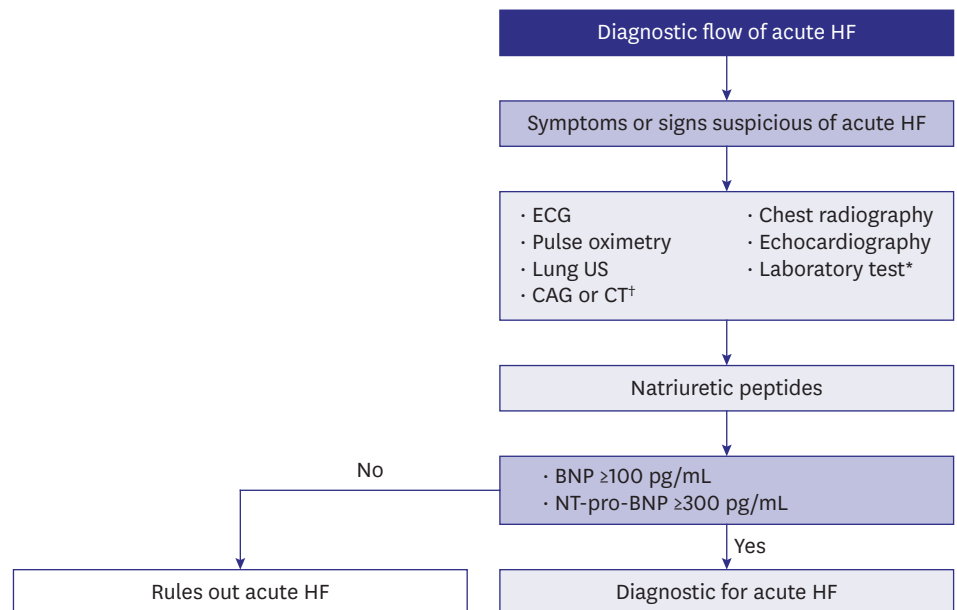 Diagnostic flow of acute HF
Symptoms or signs suspicious of acute HF
· ECG
· Pulse oximetry
· Lung US
· CAG or CT†
· Chest radiography
· Echocardiography
· Laboratory test*
Natriuretic peptides
· BNP ≥100 pg/mL
· NT-pro-BNP ≥300 pg/mL
No
Yes
Rules out acute HF
Diagnostic for acute HF